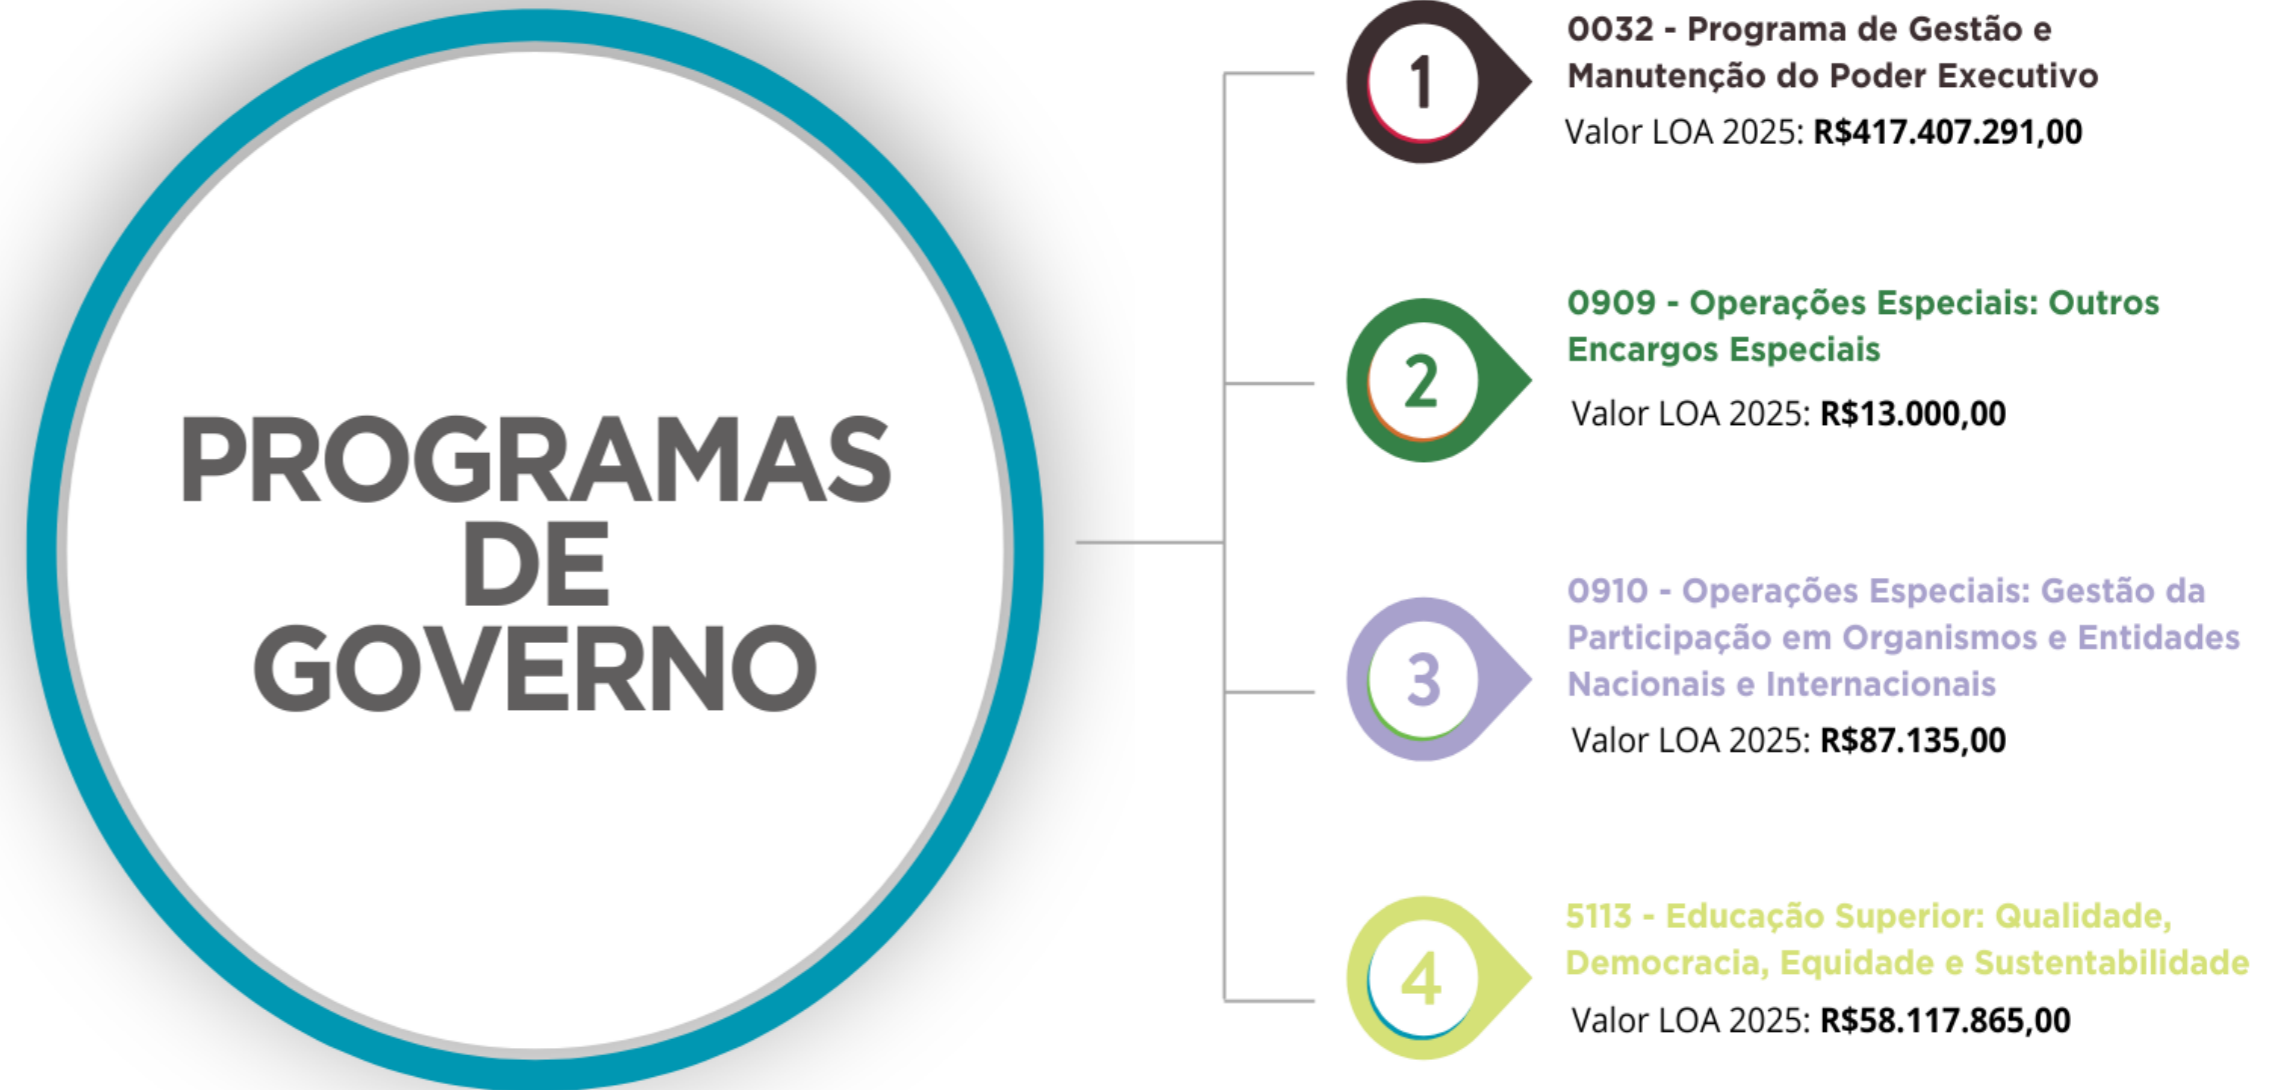 PROGRAMAS
DE
GOVERNO
1
0032 - Programa de Gestão e
Manutenção do Poder Executivo
Valor LOA 2025: R$417.407.291,00
2
0909 - Operações Especiais: Outros
Encargos Especiais
Valor LOA 2025: R$13.000,00
3
0910 - Operações Especiais: Gestão da
Participação em Organismos e Entidades
Nacionais e Internacionais
Valor LOA 2025: R$87.135,00
4
5113 - Educação Superior: Qualidade,
Democracia, Equidade e Sustentabilidade
Valor LOA 2025: R$58.117.865,00